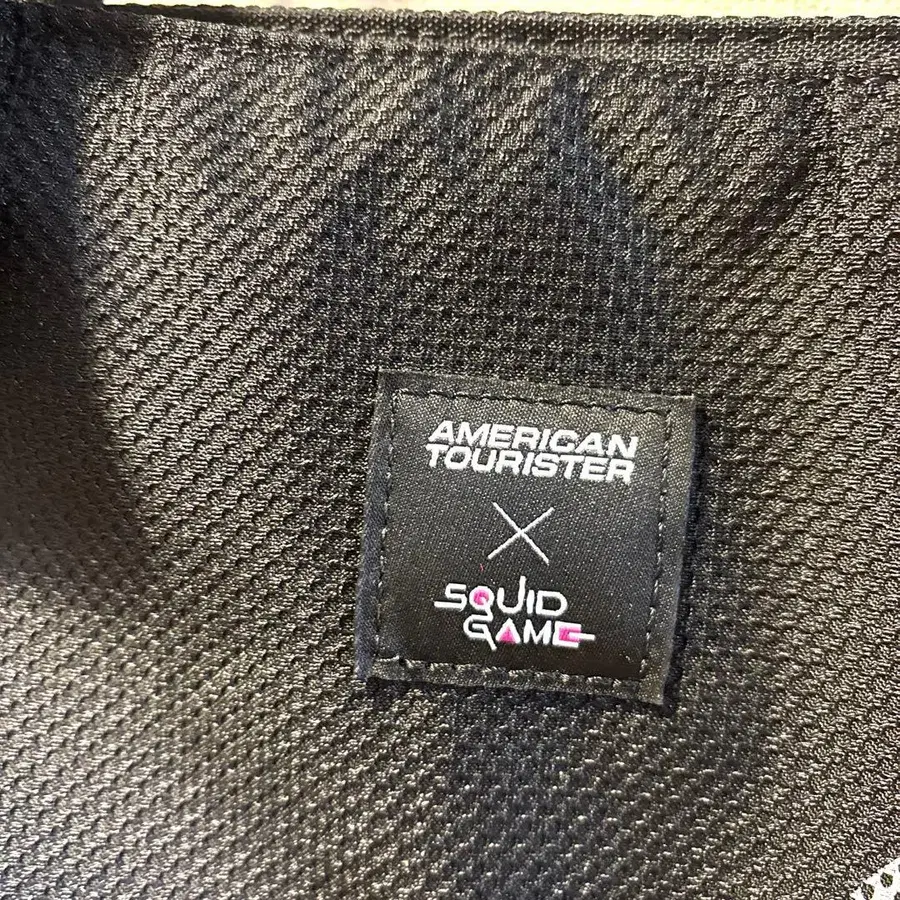 AMERICAN
TOURISTER
×
SQUID
GAME